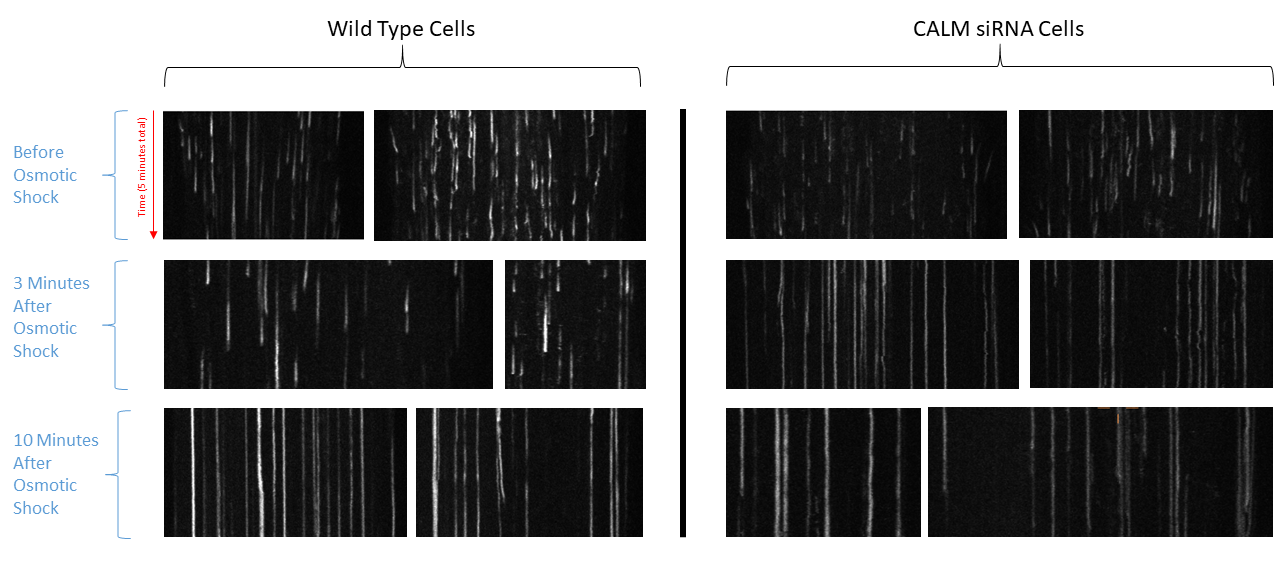 Wild Type Cells
CALM siRNA Cells
Before
Osmotic
Shock
Time (5 minutes total)
3 Minutes
After
Osmotic
Shock
10 Minutes
After
Osmotic
Shock